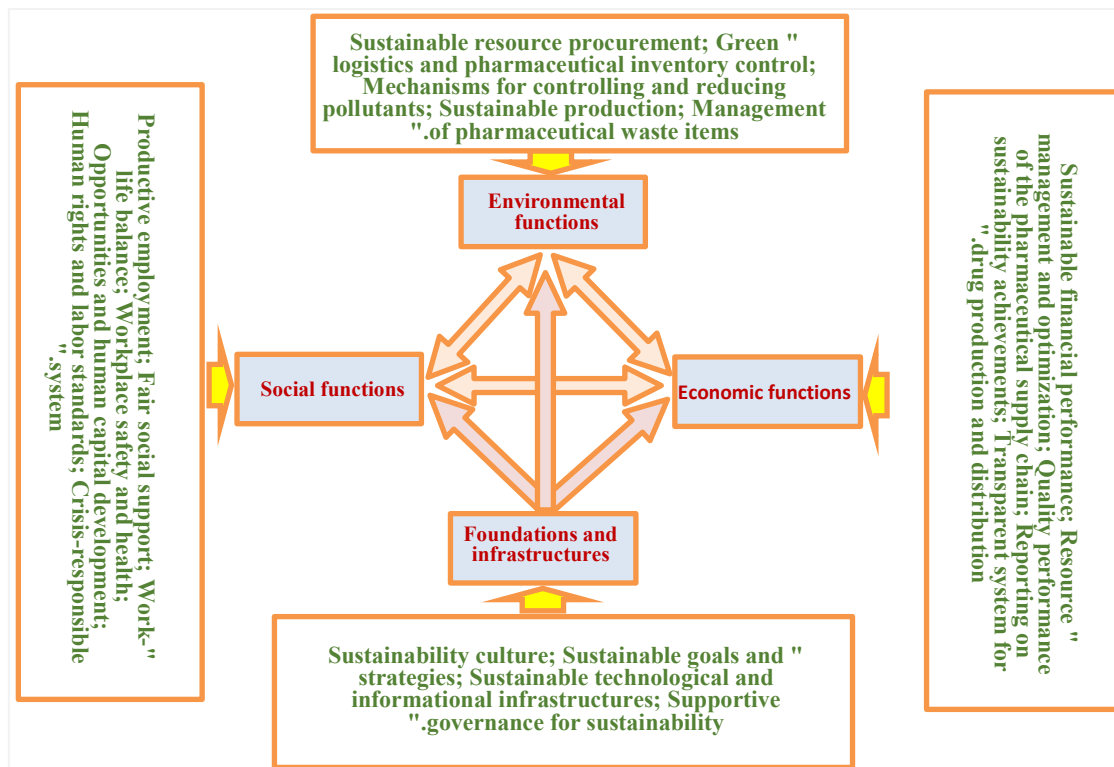 Sustainable resource procurement; Green "
logistics and pharmaceutical inventory control;
Mechanisms for controlling and reducing
pollutants; Sustainable production; Management
".of pharmaceutical waste items
Environmental
functions
Productive employment; Fair social support; Work-"
life balance; Workplace safety and health;
Opportunities and human capital development;
Human rights and labor standards; Crisis-responsible
".system
Social functions
Economic functions
Sustainable financial performance; Resource "
management and optimization; Quality performance
of the pharmaceutical supply chain; Reporting on
sustainability achievements; Transparent system for
".drug production and distribution
Foundations and
infrastructures
Sustainability culture; Sustainable goals and "
strategies; Sustainable technological and
informational infrastructures; Supportive
".governance for sustainability